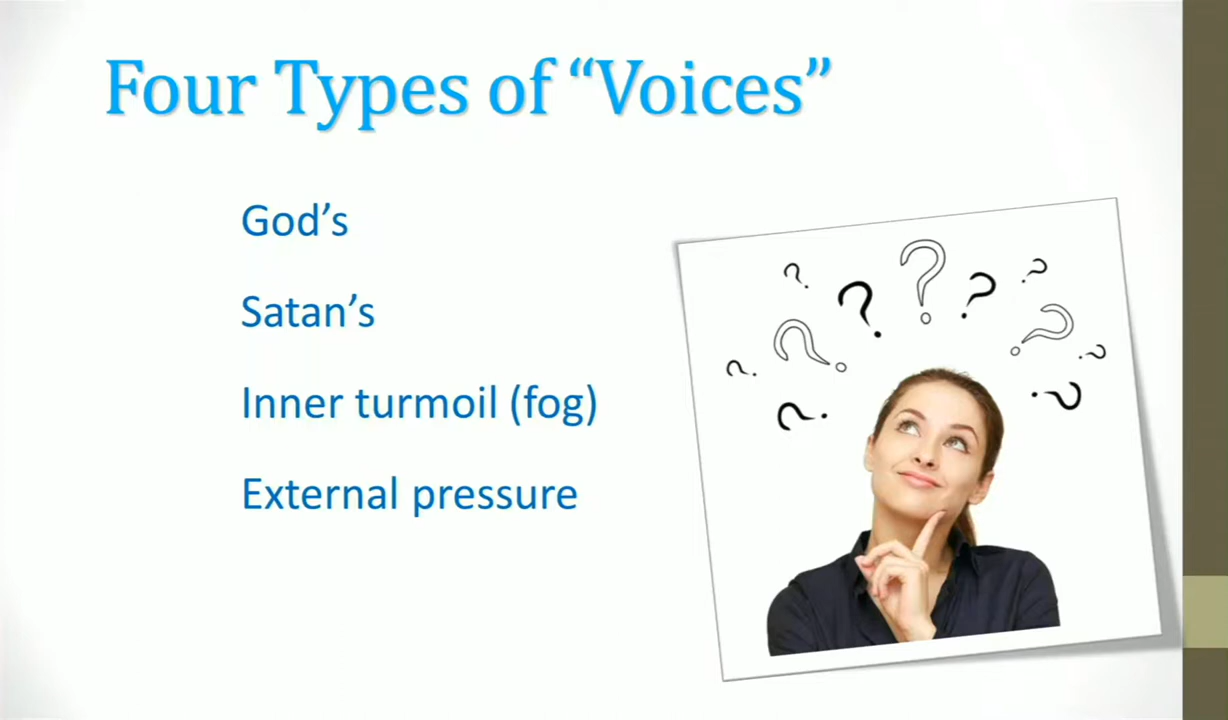 Four Types of “Voices”
God’s
Satan’s
Inner turmoil (fog)
External pressure